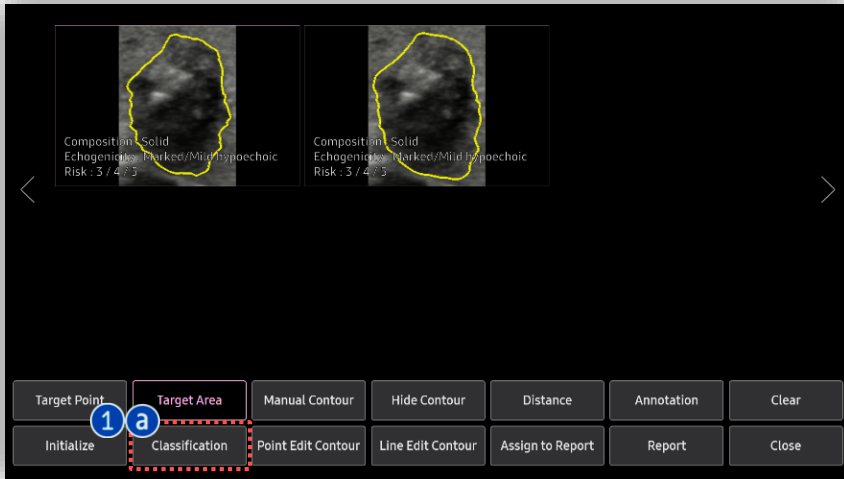 Composition : Solid
Echogenicity : Marked/Mild hypoechoic
Risk : 3 / 4 / 5
Composition : Solid
Echogenicity : Marked/Mild hypoechoic
Risk : 3 / 4 / 5
Target Point
Target Area
Manual Contour
Hide Contour
Distance
Annotation
Clear
1 a
Initialize
Classification
Point Edit Contour
Line Edit Contour
Assign to Report
Report
Close